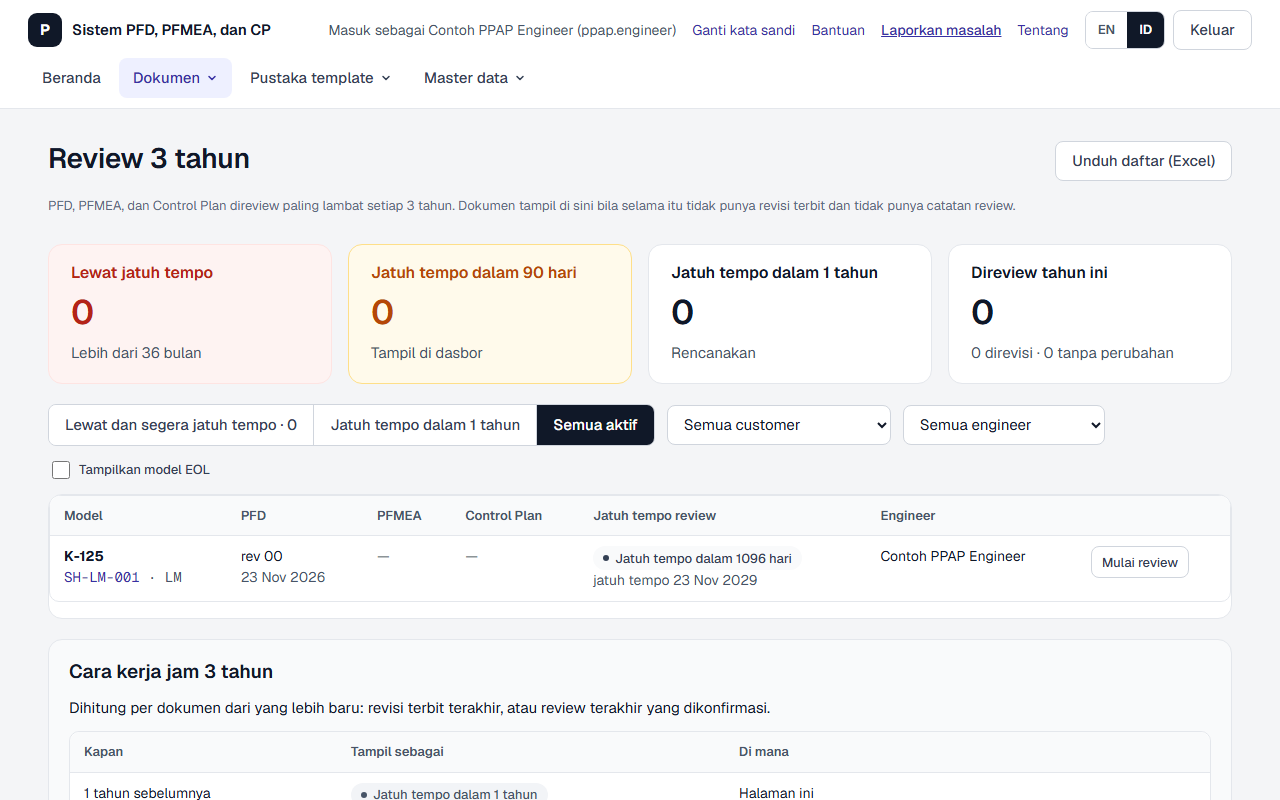 P Sistem PFD, PFMEA, dan CP Masuk sebagai Contoh PPAP Engineer (ppap.engineer) Ganti kata sandi Bantuan Laporkan masalah Tentang EN ID Keluar
Beranda Dokumen Pustaka template Master data
Review 3 tahun Unduh daftar (Excel)
PFD, PFMEA, dan Control Plan direview paling lambat setiap 3 tahun. Dokumen tampil di sini bila selama itu tidak punya revisi terbit dan tidak punya catatan review.
Lewat jatuh tempo
0
Lebih dari 36 bulan
Jatuh tempo dalam 90 hari
0
Tampil di dasbor
Jatuh tempo dalam 1 tahun
0
Rencanakan
Direview tahun ini
0
0 direvisi · 0 tanpa perubahan
Lewat dan segera jatuh tempo · 0 Jatuh tempo dalam 1 tahun Semua aktif Semua customer Semua engineer
Tampilkan model EOL
Model PFD PFMEA Control Plan Jatuh tempo review Engineer
K-125 rev 00 — — Jatuh tempo dalam 1096 hari Contoh PPAP Engineer Mulai review
SH-LM-001 · LM 23 Nov 2026 jatuh tempo 23 Nov 2029
Cara kerja jam 3 tahun
Dihitung per dokumen dari yang lebih baru: revisi terbit terakhir, atau review terakhir yang dikonfirmasi.
Kapan Tampil sebagai Di mana
1 tahun sebelumnya Jatuh tempo dalam 1 tahun Halaman ini